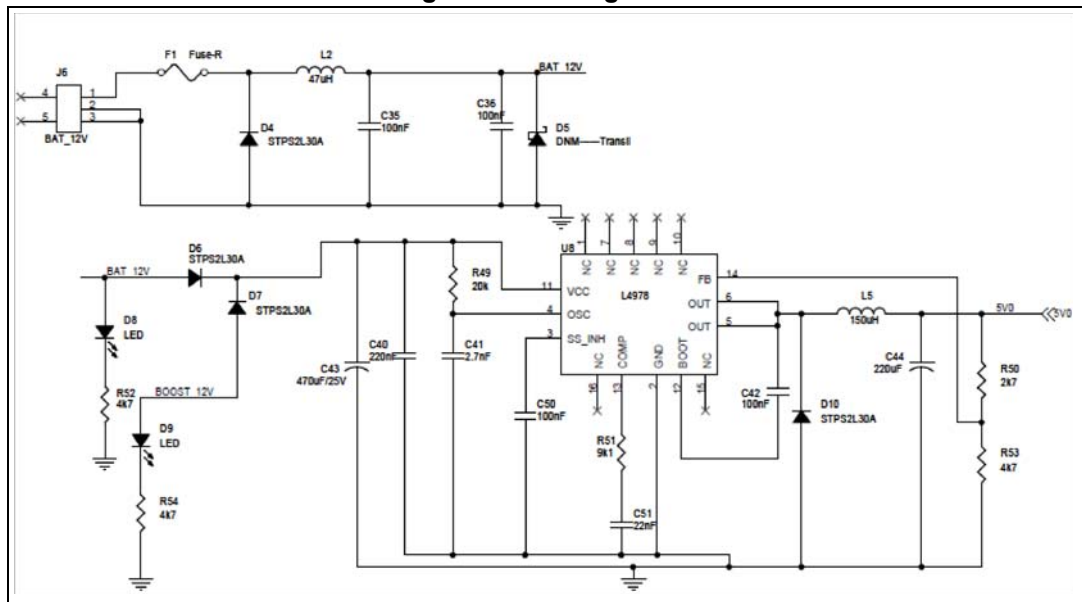 F1 Fuse-R
L2
47uH
BAT_12V
J6
4
5
1
2
3
BAT_12V
D4
STPS2L30A
C35
100nF
C36
100nF
D5
DNM-----Transil
BAT_12V
D6
STPS2L30A
D7
STPS2L30A
D8
LED
R52
4k7
BOOST_12V
D9
LED
R54
4k7
C43
470uF/25V
C40
220nF
R49
20k
C41
2.7nF
C50
100nF
U8
L4978
1
7
8
9
10
NC
NC
NC
NC
NC
11
VCC
4
OSC
3
SS_INH
FB
14
OUT
6
OUT
5
NC
COMP
GND
BOOT
NC
16
13
2
12
15
R51
9k1
C51
22nF
C42
100nF
D10
STPS2L30A
L5
150uH
5V0
5V0
C44
220uF
R50
2k7
R53
4k7